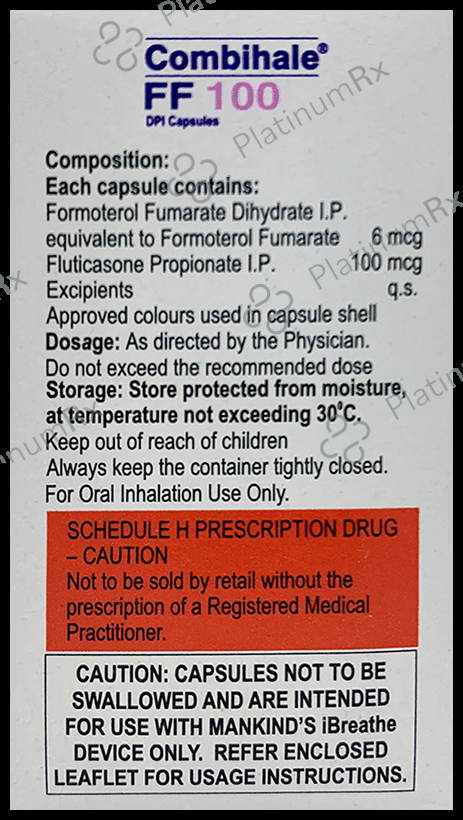 Combihale®
FF 100
DPI Capsules
Composition:
Each capsule contains:
Formoterol Fumarate Dihydrate I.P.
equivalent to Formoterol Fumarate 6 mcg
Fluticasone Propionate I.P. 100 mcg
Excipients q.s.
Approved colours used in capsule shell
Dosage: As directed by the Physician.
Do not exceed the recommended dose
Storage: Store protected from moisture,
at temperature not exceeding 30°C.
Keep out of reach of children
Always keep the container tightly closed.
For Oral Inhalation Use Only.
SCHEDULE H PRESCRIPTION DRUG
– CAUTION
Not to be sold by retail without the
prescription of a Registered Medical
Practitioner.
CAUTION: CAPSULES NOT TO BE
SWALLOWED AND ARE INTENDED
FOR USE WITH MANKIND'S iBreathe
DEVICE ONLY. REFER ENCLOSED
LEAFLET FOR USAGE INSTRUCTIONS.
PlatinumRx
PlatinumRx
PlatinumRx